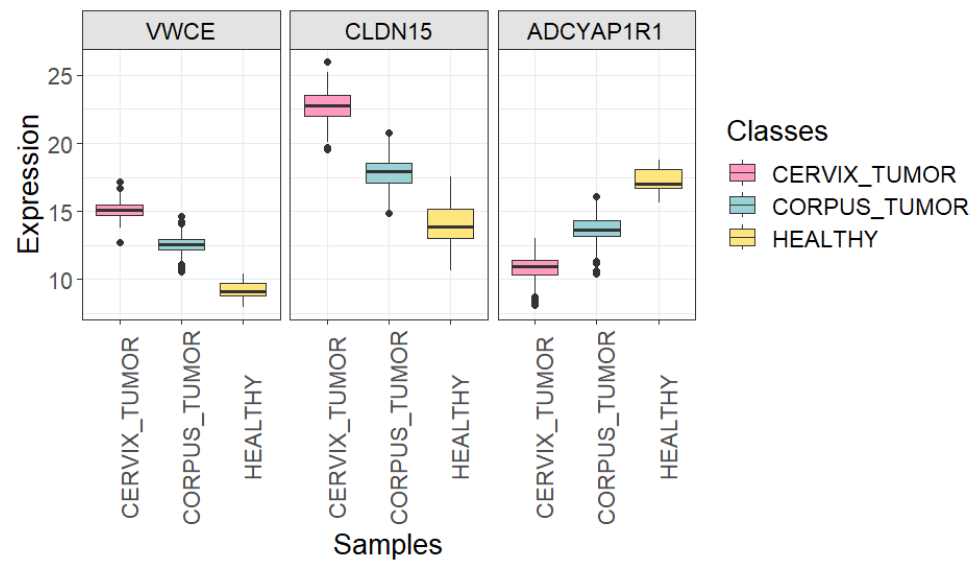 VWCE CLDN15 ADCYAP1R1
25
20
15
10
Expression
CERVIX_TUMOR
CORPUS_TUMOR
HEALTHY
CERVIX_TUMOR
CORPUS_TUMOR
HEALTHY
CERVIX_TUMOR
CORPUS_TUMOR
HEALTHY
Samples
Classes
CERVIX_TUMOR
CORPUS_TUMOR
HEALTHY